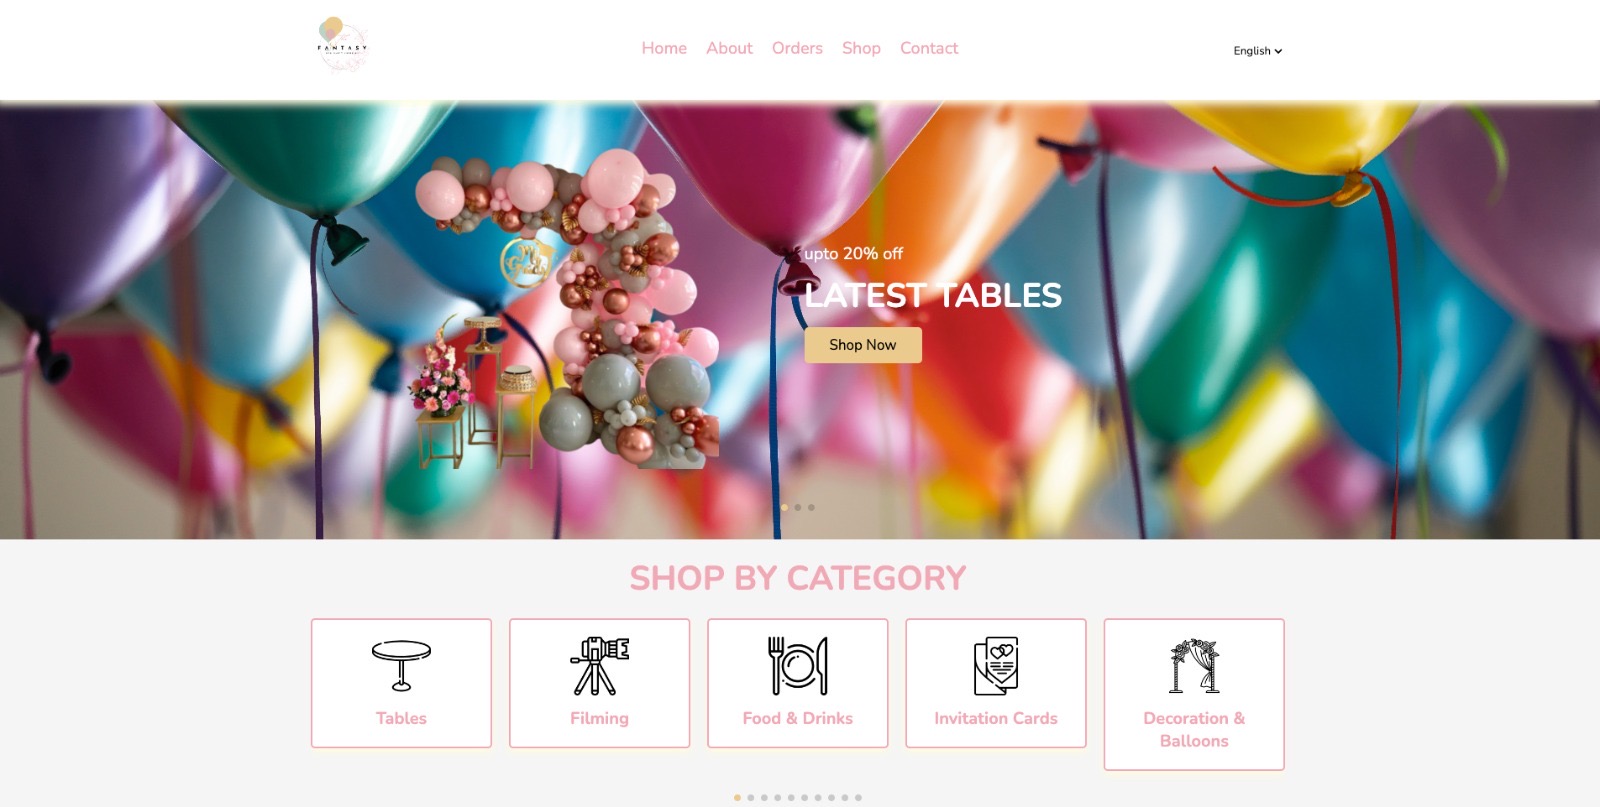 FANTASY
Home About Orders Shop Contact
English
upto 20% off
LATEST TABLES
Shop Now
SHOP BY CATEGORY
Tables
Filming
Food & Drinks
Invitation Cards
Decoration &
Balloons